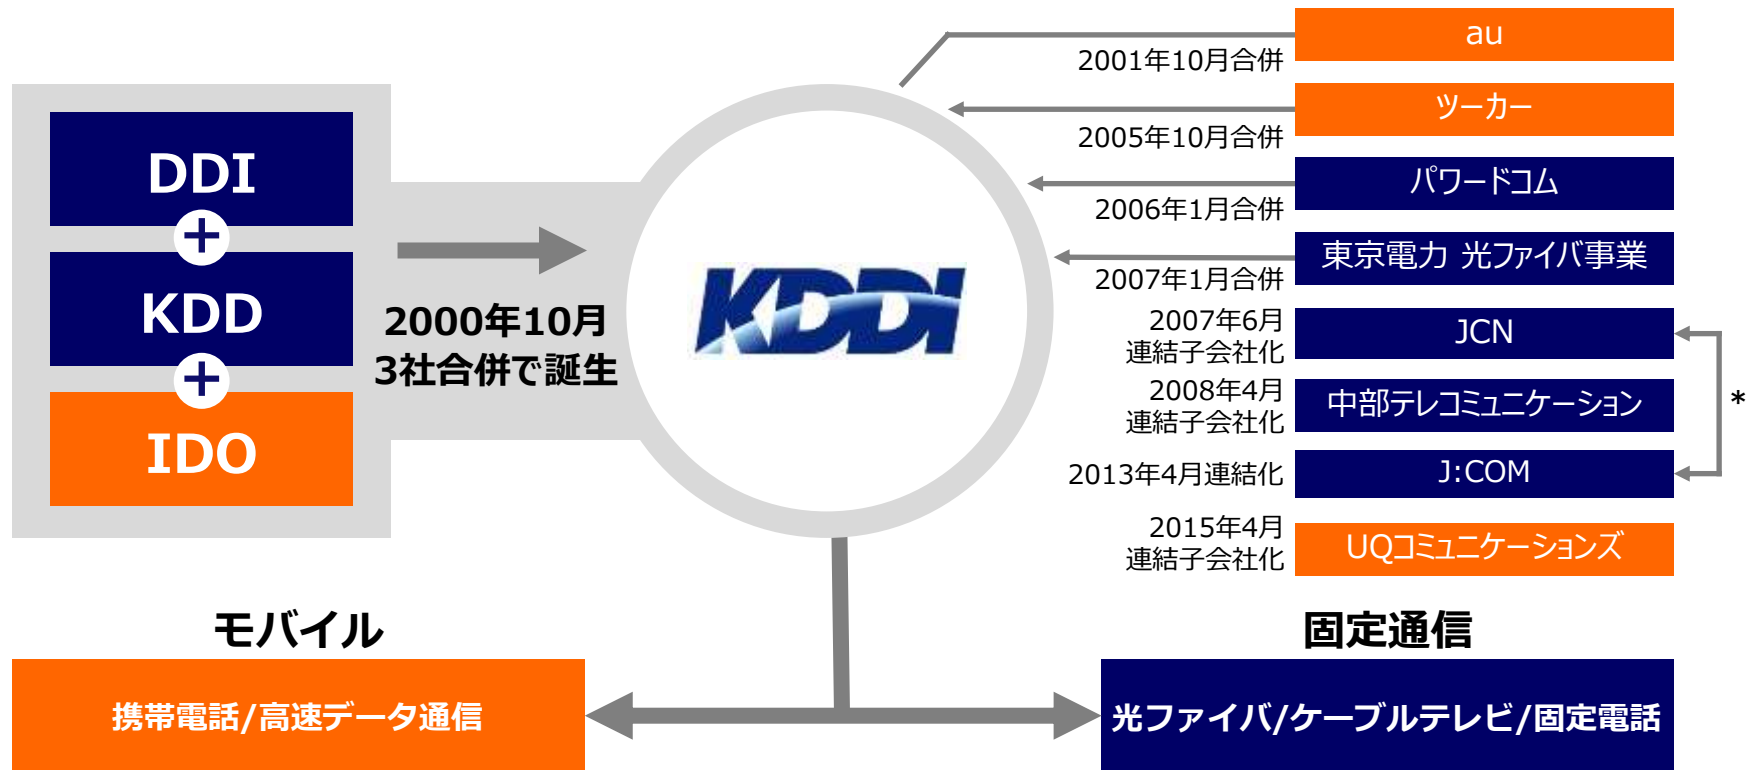 DDI
+
KDD
+
IDO
2000年10月
3社合併で誕生
KDDI
au
2001年10月合併
ツーカー
2005年10月合併
パワードコム
2006年1月合併
東京電力 光ファイバ事業
2007年1月合併
JCN
2007年6月
連結子会社化
中部テレコミュニケーション
2008年4月
連結子会社化
*
J:COM
2013年4月連結化
UQコミュニケーションズ
2015年4月
連結子会社化
モバイル
携帯電話/高速データ通信
固定通信
光ファイバ/ケーブルテレビ/固定電話